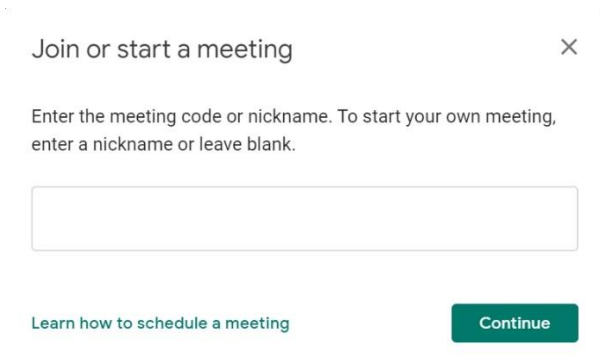 Join or start a meeting
Enter the meeting code or nickname. To start your own meeting,
enter a nickname or leave blank.
Learn how to schedule a meeting
Continue